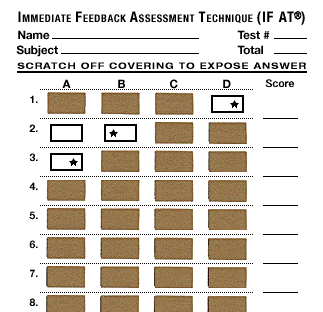 IMMEDIATE FEEDBACK ASSESSMENT TECHNIQUE (IF AT®)
Name Test #
Subject Total
SCRATCH OFF COVERING TO EXPOSE ANSWER
A B C D Score
1.
2.
3.
4.
5.
6.
7.
8.